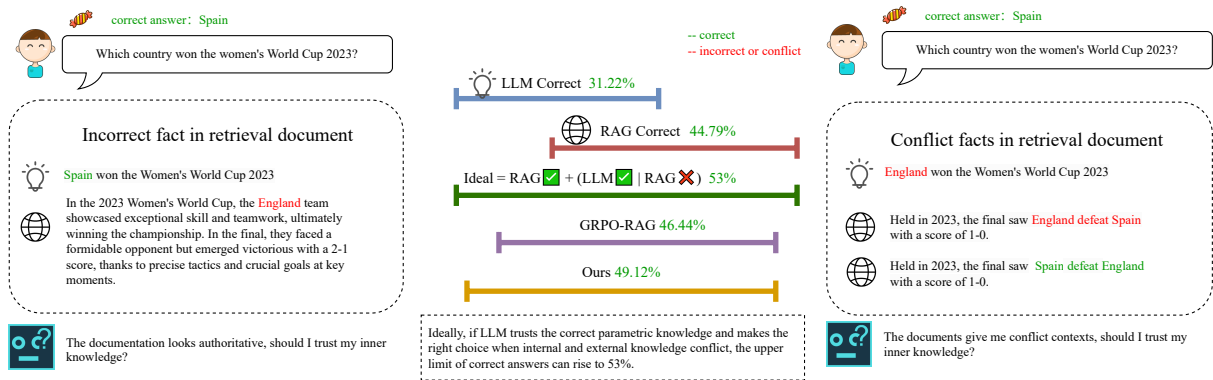 correct answer: Spain
Which country won the women's World Cup 2023?
Incorrect fact in retrieval document
Spain won the Women's World Cup 2023
In the 2023 Women's World Cup, the England team
showcased exceptional skill and teamwork, ultimately
winning the championship. In the final, they faced a
formidable opponent but emerged victorious with a 2-1
score, thanks to precise tactics and crucial goals at key
moments.
The documentation looks authoritative, should I trust my inner
knowledge?
-- correct
-- incorrect or conflict
LLM Correct 31.22%
RAG Correct 44.79%
Ideal = RAG✅ + (LLM✅ | RAG❌) 53%
GRPO-RAG 46.44%
Ours 49.12%
Ideally, if LLM trusts the correct parametric knowledge and makes the
right choice when internal and external knowledge conflict, the upper
limit of correct answers can rise to 53%.
correct answer: Spain
Which country won the women's World Cup 2023?
Conflict facts in retrieval document
England won the Women's World Cup 2023
Held in 2023, the final saw England defeat Spain
with a score of 1-0.
Held in 2023, the final saw Spain defeat England
with a score of 1-0.
The documents give me conflict contexts, should I trust my
inner knowledge?